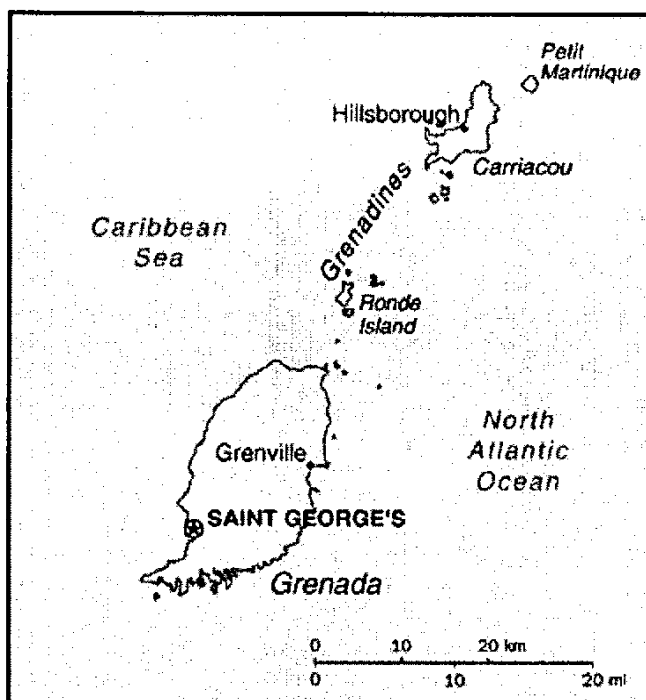 Petit
Martinique
Hillsborough
Carriacou
Grenadines
Caribbean
Sea
Ronde
Island
North
Atlantic
Ocean
Grenville
SAINT GEORGE'S
Grenada
0 10 20 km
0 10 20 mi